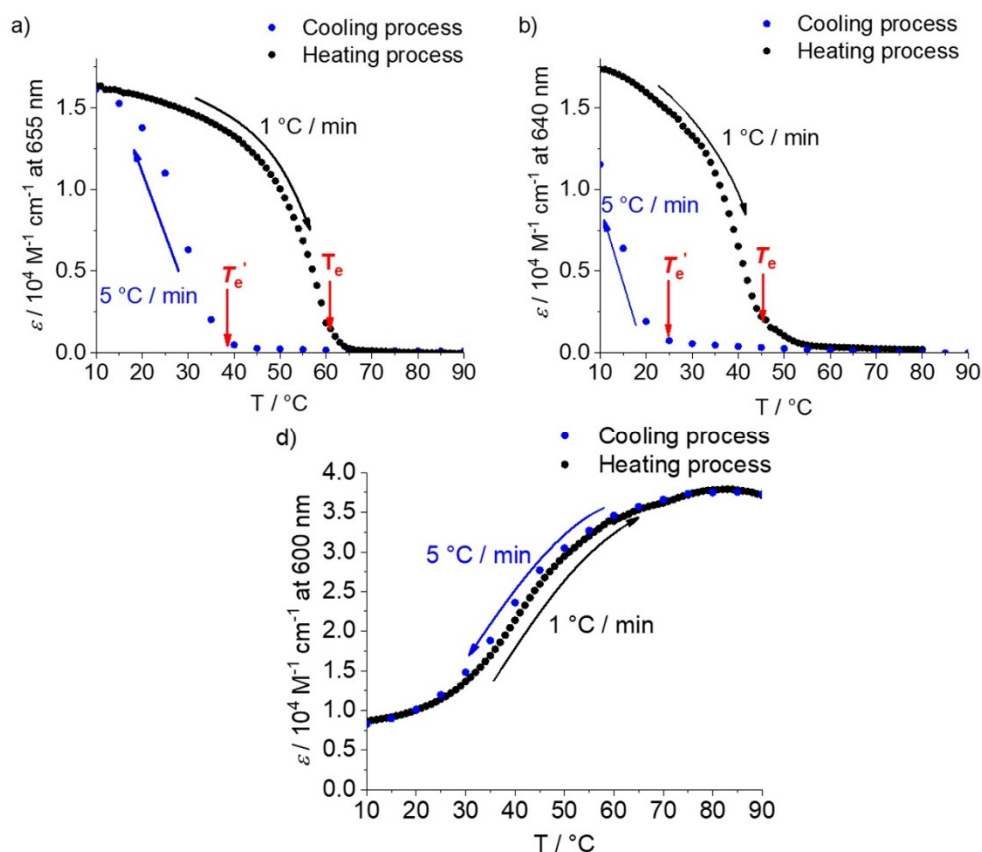 a)
Cooling process
Heating process
ε / 10⁴ M⁻¹ cm⁻¹ at 655 nm
1.5
1.0
0.5
0.0
1 °C / min
5 °C / min
Tₑ'
Tₑ
10 20 30 40 50 60 70 80 90
T / °C
b)
Cooling process
Heating process
ε / 10⁴ M⁻¹ cm⁻¹ at 640 nm
1.5
1.0
0.5
0.0
1 °C / min
5 °C / min
Tₑ'
Tₑ
10 20 30 40 50 60 70 80 90
T / °C
d)
Cooling process
Heating process
ε / 10⁴ M⁻¹ cm⁻¹ at 600 nm
4.0
3.5
3.0
2.5
2.0
1.5
1.0
0.5
0.0
5 °C / min
1 °C / min
10 20 30 40 50 60 70 80 90
T / °C